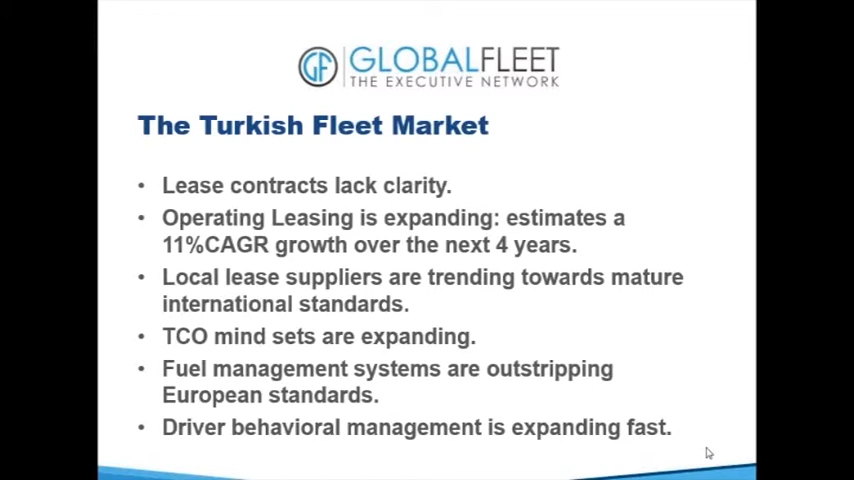 GF GLOBALFLEET
THE EXECUTIVE NETWORK
The Turkish Fleet Market
• Lease contracts lack clarity.
• Operating Leasing is expanding: estimates a
11%CAGR growth over the next 4 years.
• Local lease suppliers are trending towards mature
international standards.
• TCO mind sets are expanding.
• Fuel management systems are outstripping
European standards.
• Driver behavioral management is expanding fast.